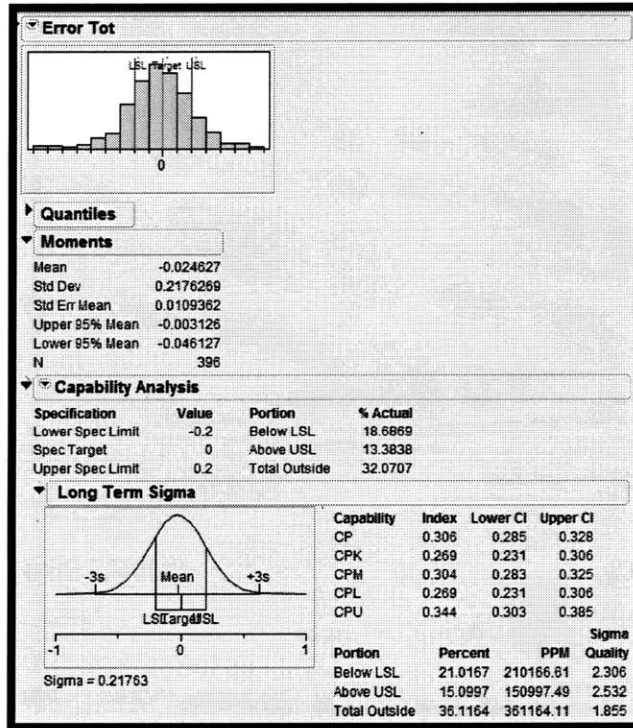 Error Tot
LSL Target USL
0
Quantiles
Moments
Mean -0.024627
Std Dev 0.2176269
Std Err Mean 0.0109362
Upper 95% Mean -0.003126
Lower 95% Mean -0.046127
N 396
Capability Analysis
Specification Value Portion % Actual
Lower Spec Limit -0.2 Below LSL 18.6869
Spec Target 0 Above USL 13.3838
Upper Spec Limit 0.2 Total Outside 32.0707
Long Term Sigma
-3s Mean +3s
LSL Target USL
-1 0 1
Sigma = 0.21763
Capability Index Lower CI Upper CI
CP 0.306 0.285 0.328
CPK 0.269 0.231 0.306
CPM 0.304 0.283 0.325
CPL 0.269 0.231 0.306
CPU 0.344 0.303 0.385
Sigma
Portion Percent PPM Quality
Below LSL 21.0167 210166.61 2.306
Above USL 15.0997 150997.49 2.532
Total Outside 36.1164 361164.11 1.855